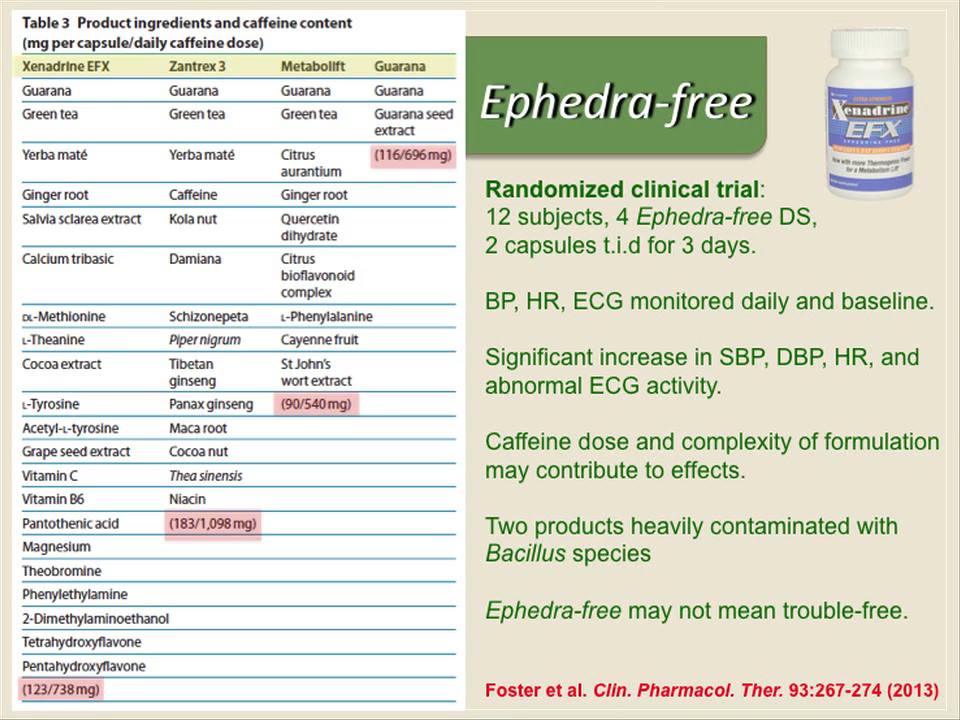 Table 3 Product ingredients and caffeine content
(mg per capsule/daily caffeine dose)
Xenadrine EFX Zantrex 3 Metabolift Guarana
Guarana Guarana Guarana Guarana
Green tea Green tea Green tea Guarana seed
extract
Yerba maté Yerba maté Citrus (116/696 mg)
aurantium
Ginger root Caffeine Ginger root
Salvia sclarea extract Kola nut Quercetin
dihydrate
Calcium tribasic Damiana Citrus
bioflavonoid
complex
DL-Methionine Schizonepeta L-Phenylalanine
L-Theanine Piper nigrum Cayenne fruit
Cocoa extract Tibetan St John’s
ginseng wort extract
L-Tyrosine Panax ginseng (90/540 mg)
Acetyl-L-tyrosine Maca root
Grape seed extract Cocoa nut
Vitamin C Thea sinensis
Vitamin B6 Niacin
Pantothenic acid (183/1,098 mg)
Magnesium
Theobromine
Phenylethylamine
2-Dimethylaminoethanol
Tetrahydroxyflavone
Pentahydroxyflavone
(123/738 mg)
Ephedra-free
Xenadrine
EFX
Randomized clinical trial:
12 subjects, 4 Ephedra-free DS,
2 capsules t.i.d for 3 days.
BP, HR, ECG monitored daily and baseline.
Significant increase in SBP, DBP, HR, and
abnormal ECG activity.
Caffeine dose and complexity of formulation
may contribute to effects.
Two products heavily contaminated with
Bacillus species
Ephedra-free may not mean trouble-free.
Foster et al. Clin. Pharmacol. Ther. 93:267-274 (2013)